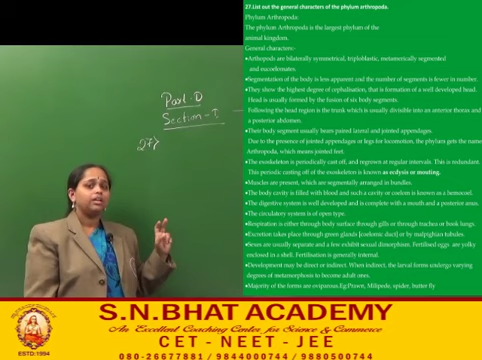 Part-D
Section-I
27)
27.List out the general characters of the phylum arthropoda.
Phylum Arthropoda:
The phylum Arthropoda is the largest phylum of the
animal kingdom.
General characters-
•Arthopods are bilaterally symmetrical, triploblastic, metamerically segmented
and eucoelomates.
•Segmentation of the body is less apparent and the number of segments is fewer in number.
•They show the highest degree of cephalisation, that is formation of a well developed head.
Head is usually formed by the fusion of six body segments.
Following the head region is the trunk which is usually divisible into an anterior thorax and
a posterior abdomen.
•Their body segment usually bears paired lateral and jointed appendages.
Due to the presence of jointed appendages or legs for locomotion, the phylum gets the name
Arthropoda, which means jointed feet.
•The exoskeleton is periodically cast off, and regrown at regular intervals. This is redundant.
This periodic casting off of the exoskeleton is known as ecdysis or mouting.
•Muscles are present, which are segmentally arranged in bundles.
•The body cavity is filled with blood and such a cavity or coelom is known as a hemocord.
•The digestive system is well developed and is complete with a mouth and a posterior anus.
•The circulatory system is of open type.
•Respiration is either through body surface through gills or through trachea or book lungs.
•Excretion takes place through green glands [coelomic duct] or by malpighian tubules.
•Sexes are usually separate and a few exhibit sexual dimorphism. Fertilised eggs are yolky
enclosed in a shell. Fertilisation is generally internal.
•Development may be direct or indirect. When indirect, the larval forms undergo varying
degrees of metamorphosis to become adult ones.
•Majority of the forms are oviparous.Eg:Prawn, Milipede, spider, butter fly
S.N.BHAT ACADEMY
An Excellent Coaching Center for Science & Commerce
CET - NEET - JEE
080-26677881 / 9844000744 / 9880500744
ESTD:1994